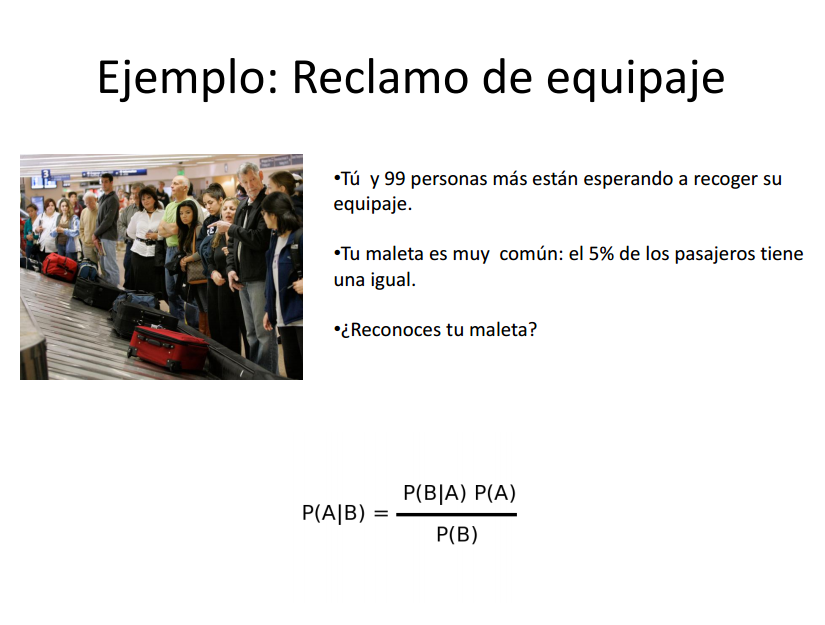 Ejemplo: Reclamo de equipaje
•Tú y 99 personas más están esperando a recoger su
equipaje.
•Tu maleta es muy común: el 5% de los pasajeros tiene
una igual.
•¿Reconoces tu maleta?
P(B|A) P(A)
P(A|B) =
P(B)